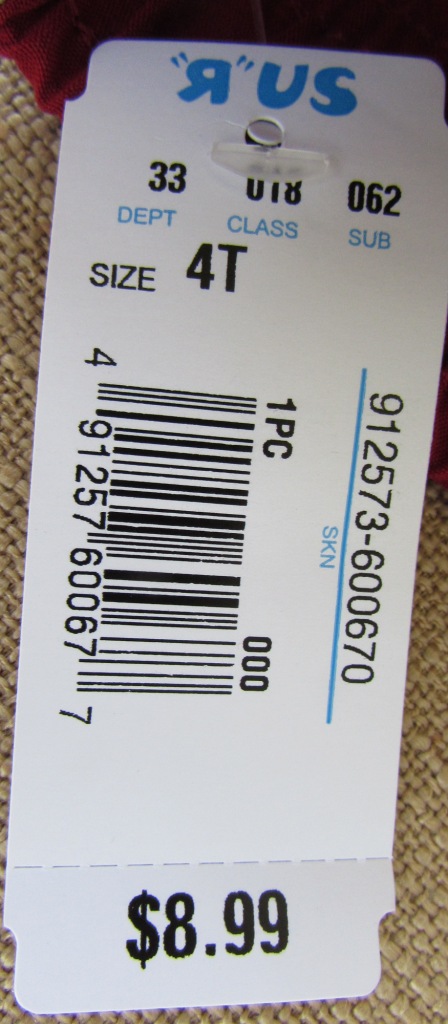 "R"US
33 018 062
DEPT CLASS SUB
SIZE 4T
912573-600670
SKN
1PC 000
4 91257 60067 7
$8.99